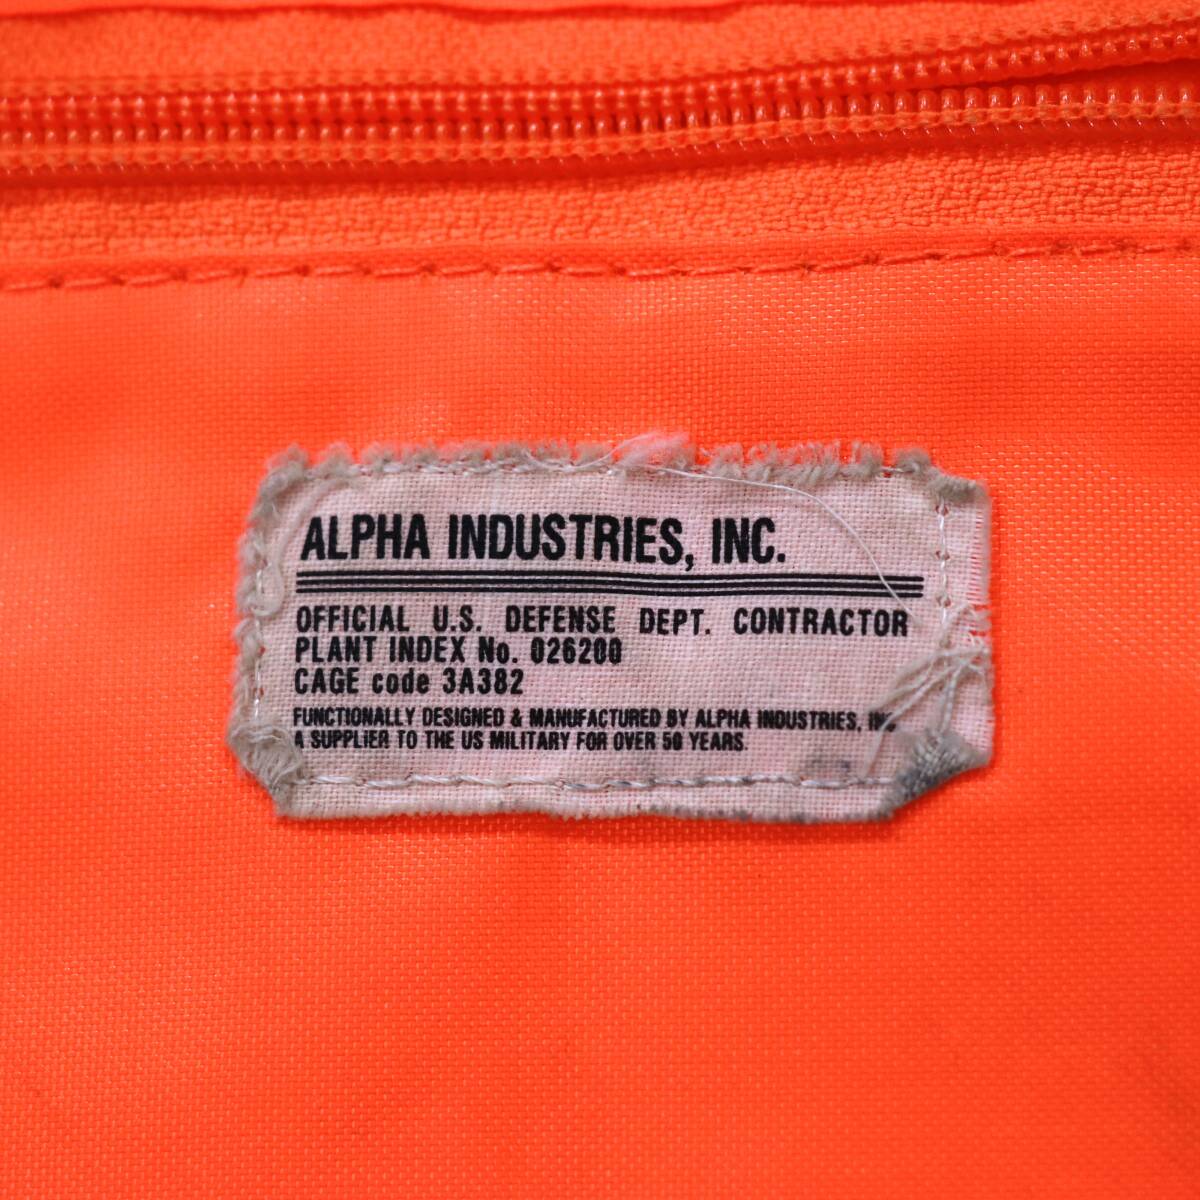 ALPHA INDUSTRIES, INC.
OFFICIAL U.S. DEFENSE DEPT. CONTRACTOR
PLANT INDEX No. 026200
CAGE code 3A382
FUNCTIONALLY DESIGNED & MANUFACTURED BY ALPHA INDUSTRIES, INC.
A SUPPLIER TO THE US MILITARY FOR OVER 50 YEARS.